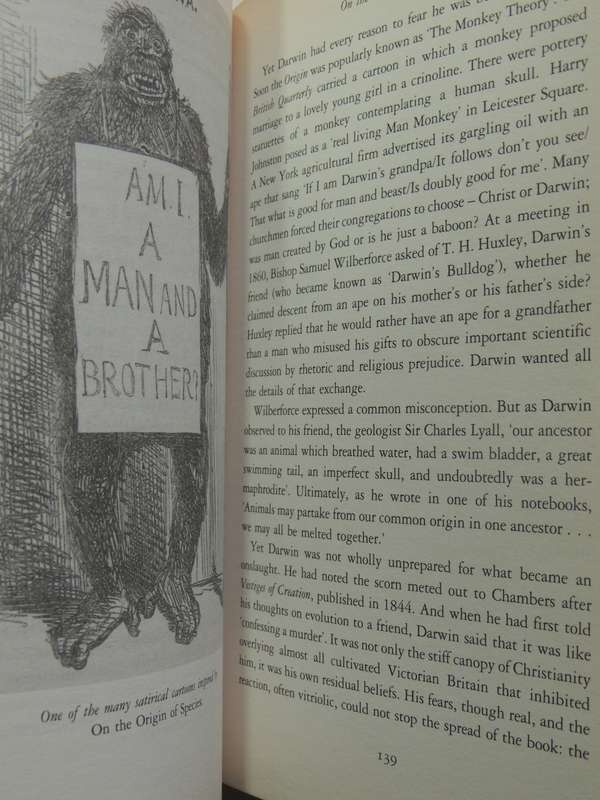 NA.
AM. I.
A
MAN AND
A
BROTHER?
One of the many satirical cartoons
On the Origin of Species
On the
Yet Darwin had every reason to fear he was
Soon the Origin was popularly known as 'The Monkey Theory'.
British Quarterly carried a cartoon in which a monkey proposed
marriage to a lovely young girl in a crinoline. There were pottery
statuettes of a monkey contemplating a human skull. Harry
Johnston posed as a 'real living Man Monkey' in Leicester Square.
A New York agricultural firm advertised its gargling oil with an
ape that sang 'If I am Darwin's grandpa/It follows don't you see/
That what is good for man and beast/Is doubly good for me'. Many
churchmen forced their congregations to choose – Christ or Darwin;
was man created by God or is he just a baboon? At a meeting in
1860, Bishop Samuel Wilberforce asked of T. H. Huxley, Darwin's
friend (who became known as 'Darwin's Bulldog'), whether he
claimed descent from an ape on his mother's or his father's side?
Huxley replied that he would rather have an ape for a grandfather
than a man who misused his gifts to obscure important scientific
discussion by rhetoric and religious prejudice. Darwin wanted all
the details of that exchange.
Wilberforce expressed a common misconception. But as Darwin
observed to his friend, the geologist Sir Charles Lyall, 'our ancestor
was an animal which breathed water, had a swim bladder, a great
swimming tail, an imperfect skull, and undoubtedly was a her-
maphrodite'. Ultimately, as he wrote in one of his notebooks,
'Animals may partake from our common origin in one ancestor . . .
we may all be melted together.'
Yet Darwin was not wholly unprepared for what became an
onslaught. He had noted the scorn meted out to Chambers after
Vestiges of Creation, published in 1844. And when he had first told
his thoughts on evolution to a friend, Darwin said that it was like
'confessing a murder'. It was not only the stiff canopy of Christianity
overlying almost all cultivated Victorian Britain that inhibited
him, it was his own residual beliefs. His fears, though real, and the
reaction, often vitriolic, could not stop the spread of the book: the
139